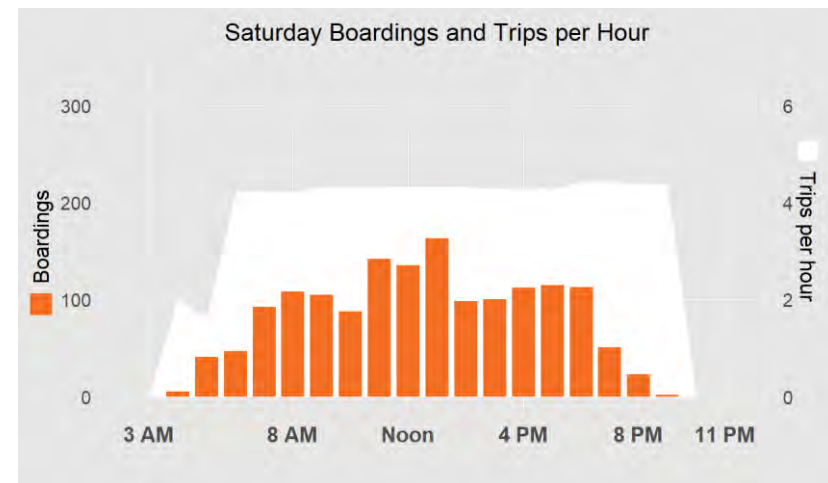 Saturday Boardings and Trips per Hour
300
200
100
0
Boardings
6
4
2
0
Trips per hour
3 AM 8 AM Noon 4 PM 8 PM 11 PM